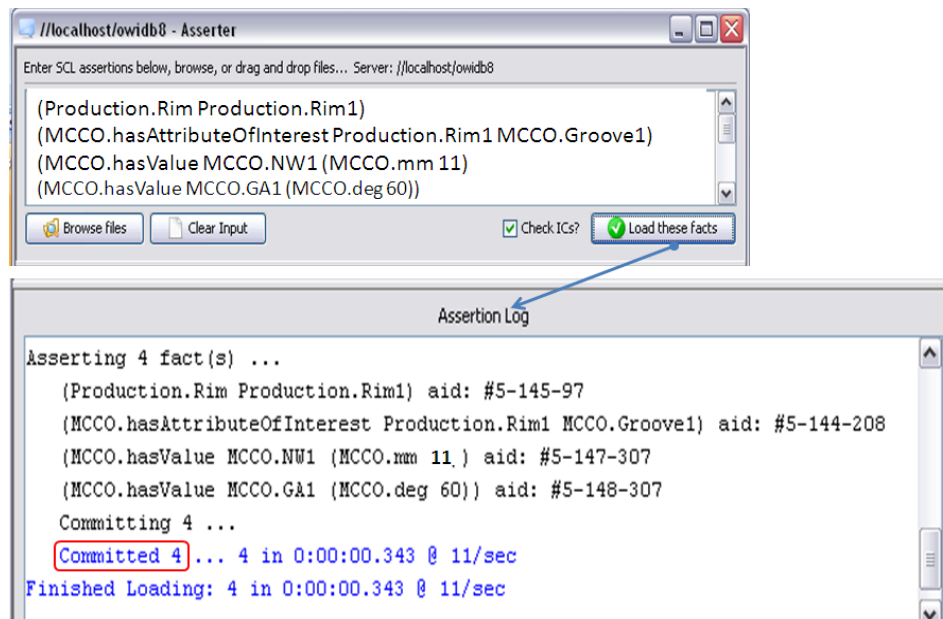 //localhost/owidb8 - Asserter
Enter SCL assertions below, browse, or drag and drop files... Server: //localhost/owidb8
(Production.Rim Production.Rim1)
(MCCO.hasAttributeOfInterest Production.Rim1 MCCO.Groove1)
(MCCO.hasValue MCCO.NW1 (MCCO.mm 11)
(MCCO.hasValue MCCO.GA1 (MCCO.deg 60))
Browse files Clear Input Check ICs? Load these facts
Assertion Log
Asserting 4 fact(s) ...
(Production.Rim Production.Rim1) aid: #5-145-97
(MCCO.hasAttributeOfInterest Production.Rim1 MCCO.Groove1) aid: #5-144-208
(MCCO.hasValue MCCO.NW1 (MCCO.mm 11.) aid: #5-147-307
(MCCO.hasValue MCCO.GA1 (MCCO.deg 60)) aid: #5-148-307
Committing 4 ...
Committed 4 ... 4 in 0:00:00.343 @ 11/sec
Finished Loading: 4 in 0:00:00.343 @ 11/sec